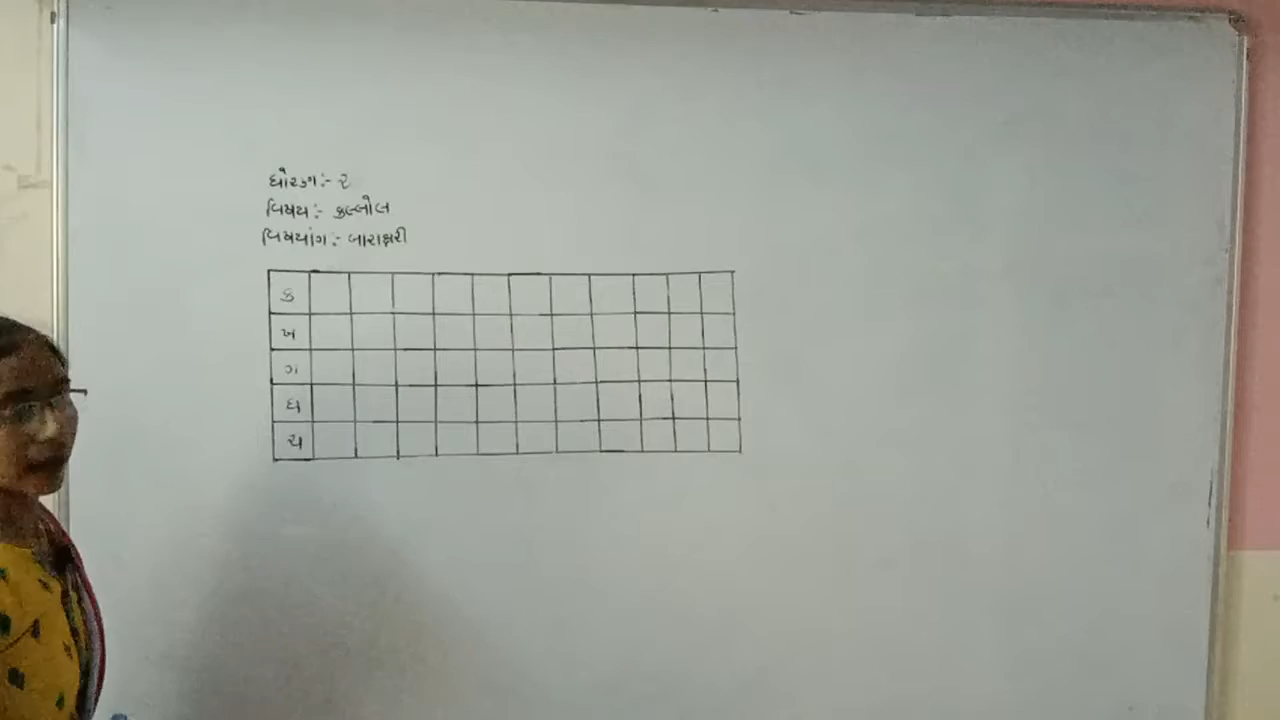 ધોરણ:- ૨
વિષય:- કલ્લોલ
વિષયાંગ:- બારાક્ષરી
ક
ખ
ગ
ઘ
ચ